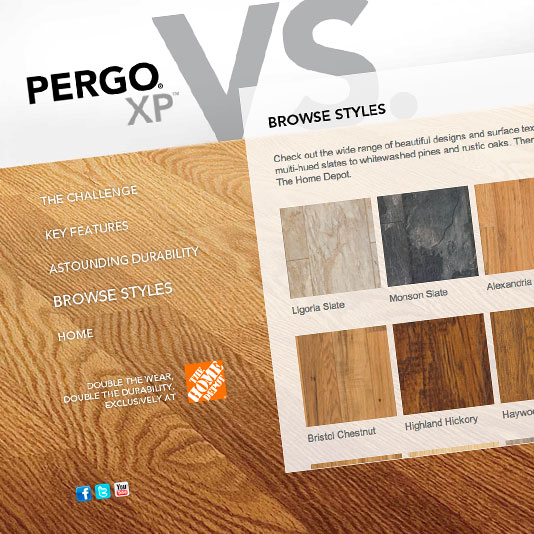 PERGO®
XP™
VS.
THE CHALLENGE
KEY FEATURES
ASTOUNDING DURABILITY
BROWSE STYLES
HOME
DOUBLE THE WEAR,
DOUBLE THE DURABILITY.
EXCLUSIVELY AT
THE
HOME
DEPOT
f
t
You
BROWSE STYLES
Check out the wide range of beautiful designs and surface tex
multi-hued slates to whitewashed pines and rustic oaks. Ther
The Home Depot.
Ligoria Slate
Monson Slate
Alexandria
Bristol Chestnut
Highland Hickory
Haywo